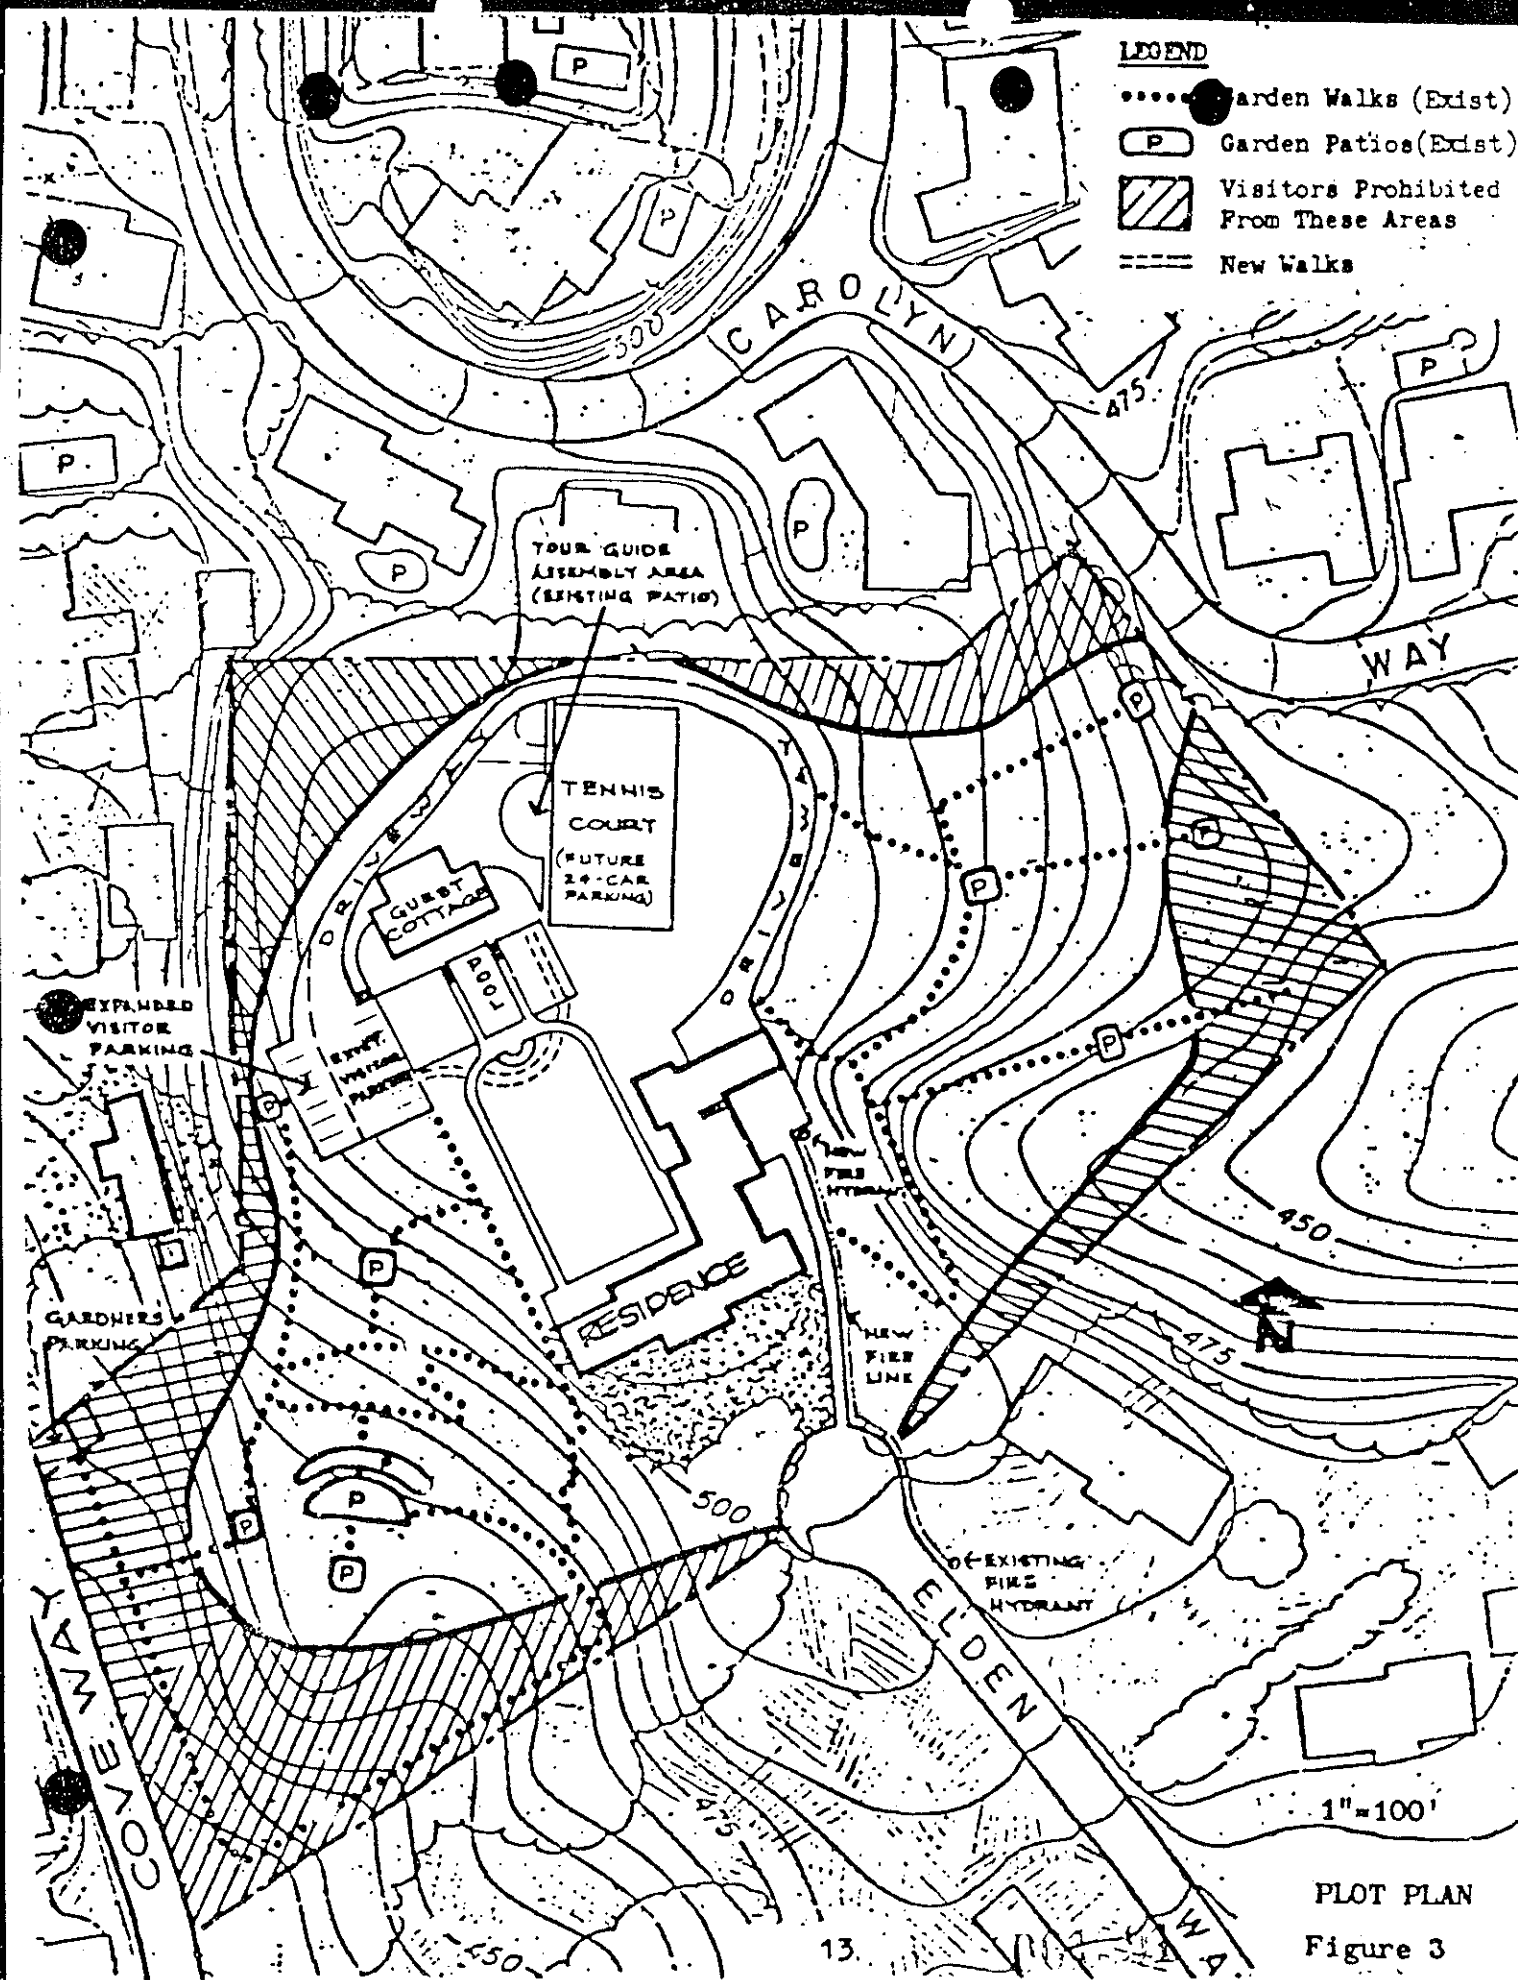 LEGEND
arden Walks (Exist)
P Garden Patios(Exist)
Visitors Prohibited
From These Areas
New Walks
P
P
CAROLYN
500
475
P
P.
P
P
TOUR GUIDE
ASSEMBLY AREA
(EXISTING PATIO)
WAY
P
DRIVEWAY
TENNIS
COURT
(FUTURE
24-CAR
PARKING)
DRIVEWAY
P
P
GUEST
COTTAGE
POOL
EXPANDED
VISITOR
PARKING
EXIST.
VISITOR
PARKING
P
P
NEW
FIRE
HYDRANT
450
P
RESIDENCE
GARDNERS
PARKING
NEW
FIRE
LINE
475
N
P
P
P
500
EXISTING
FIRE
HYDRANT
ELDEN
COVE WAY
475
1"=100'
PLOT PLAN
450
13.
WA
Figure 3